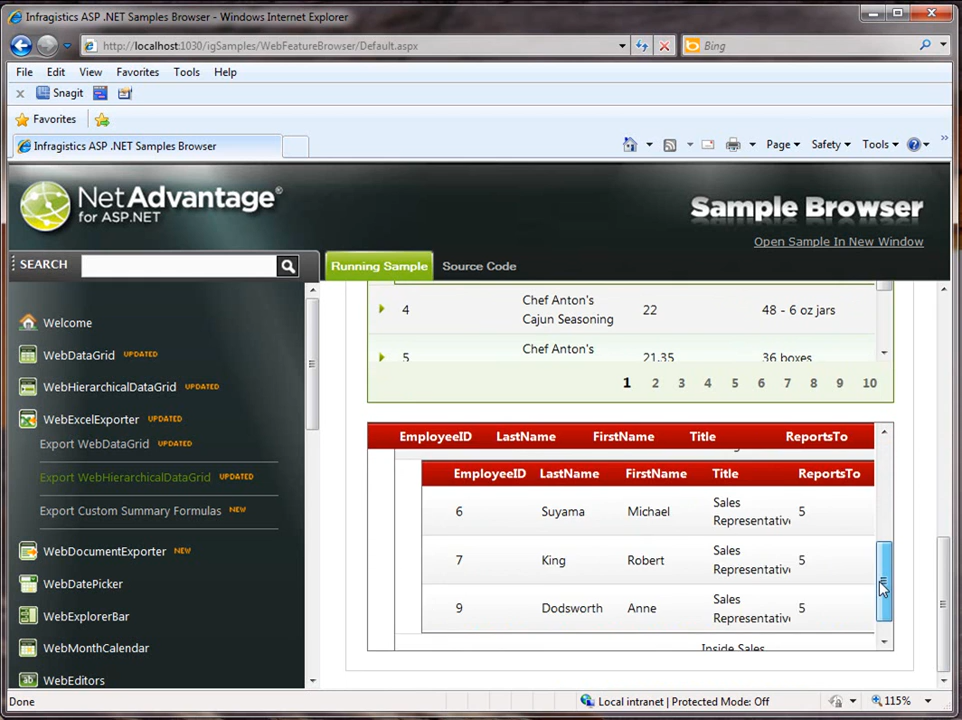 Infragistics ASP .NET Samples Browser - Windows Internet Explorer
http://localhost:1030/igSamples/WebFeatureBrowser/Default.aspx
Bing
File Edit View Favorites Tools Help
Snagit
Favorites
Infragistics ASP .NET Samples Browser
Page Safety Tools
NetAdvantage®
for ASP.NET
Sample Browser
Open Sample In New Window
SEARCH
Running Sample Source Code
Welcome
WebDataGrid UPDATED
WebHierarchicalDataGrid UPDATED
WebExcelExporter UPDATED
Export WebDataGrid UPDATED
Export WebHierarchicalDataGrid UPDATED
Export Custom Summary Formulas NEW
WebDocumentExporter NEW
WebDatePicker
WebExplorerBar
WebMonthCalendar
WebEditors
4 Chef Anton's Cajun Seasoning 22 48 - 6 oz jars
5 Chef Anton's 21.35 36 boxes
1 2 3 4 5 6 7 8 9 10
EmployeeID LastName FirstName Title ReportsTo
EmployeeID LastName FirstName Title ReportsTo
6 Suyama Michael Sales Representative 5
7 King Robert Sales Representative 5
9 Dodsworth Anne Sales Representative 5
Inside Sales
Done
Local intranet | Protected Mode: Off
115%